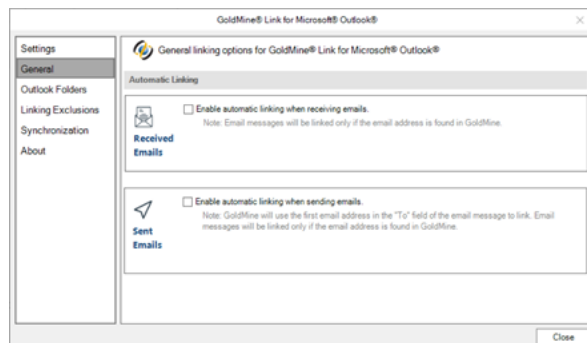 GoldMine® Link for Microsoft® Outlook®
Settings
General
Outlook Folders
Linking Exclusions
Synchronization
About
General linking options for GoldMine® Link for Microsoft® Outlook®
Automatic Linking
Enable automatic linking when receiving emails.
Note: Email messages will be linked only if the email address is found in GoldMine.
Received
Emails
Enable automatic linking when sending emails.
Note: GoldMine will use the first email address in the "To" field of the email message to link. Email
messages will be linked only if the email address is found in GoldMine.
Sent
Emails
Close